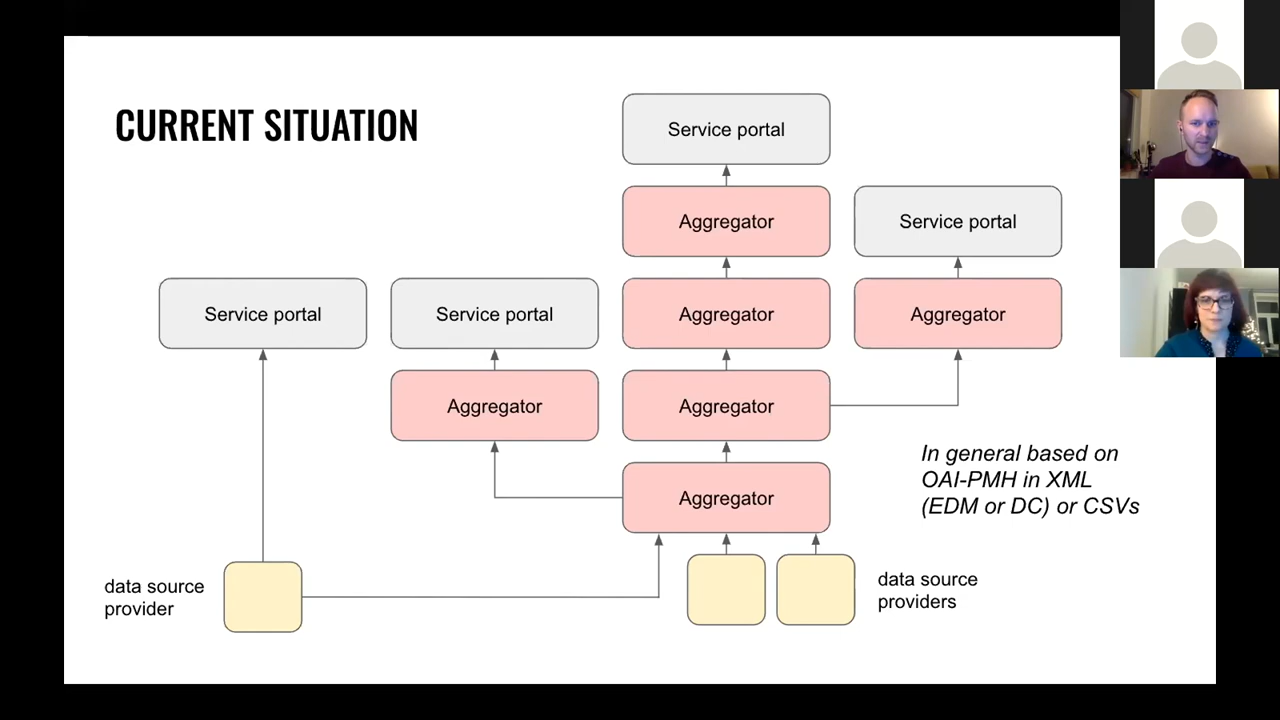 CURRENT SITUATION
Service portal
Aggregator
Service portal
Service portal
Service portal
Aggregator
Aggregator
Aggregator
Aggregator
In general based on
OAI-PMH in XML
(EDM or DC) or CSVs
Aggregator
data source
provider
data source
providers